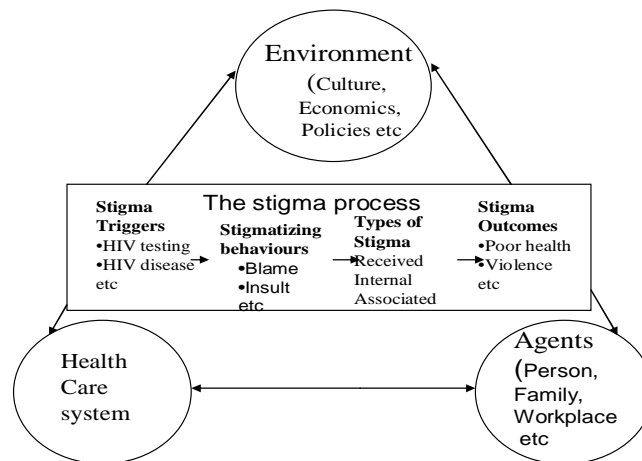 Environment
(Culture,
Economics,
Policies etc
The stigma process
Stigma
Triggers
•HIV testing
•HIV disease
etc
Stigmatizing
behaviours
•Blame
•Insult
etc
Types of
Stigma
Received
Internal
Associated
Stigma
Outcomes
•Poor health
•Violence
etc
Health
Care
system
Agents
(Person,
Family,
Workplace
etc